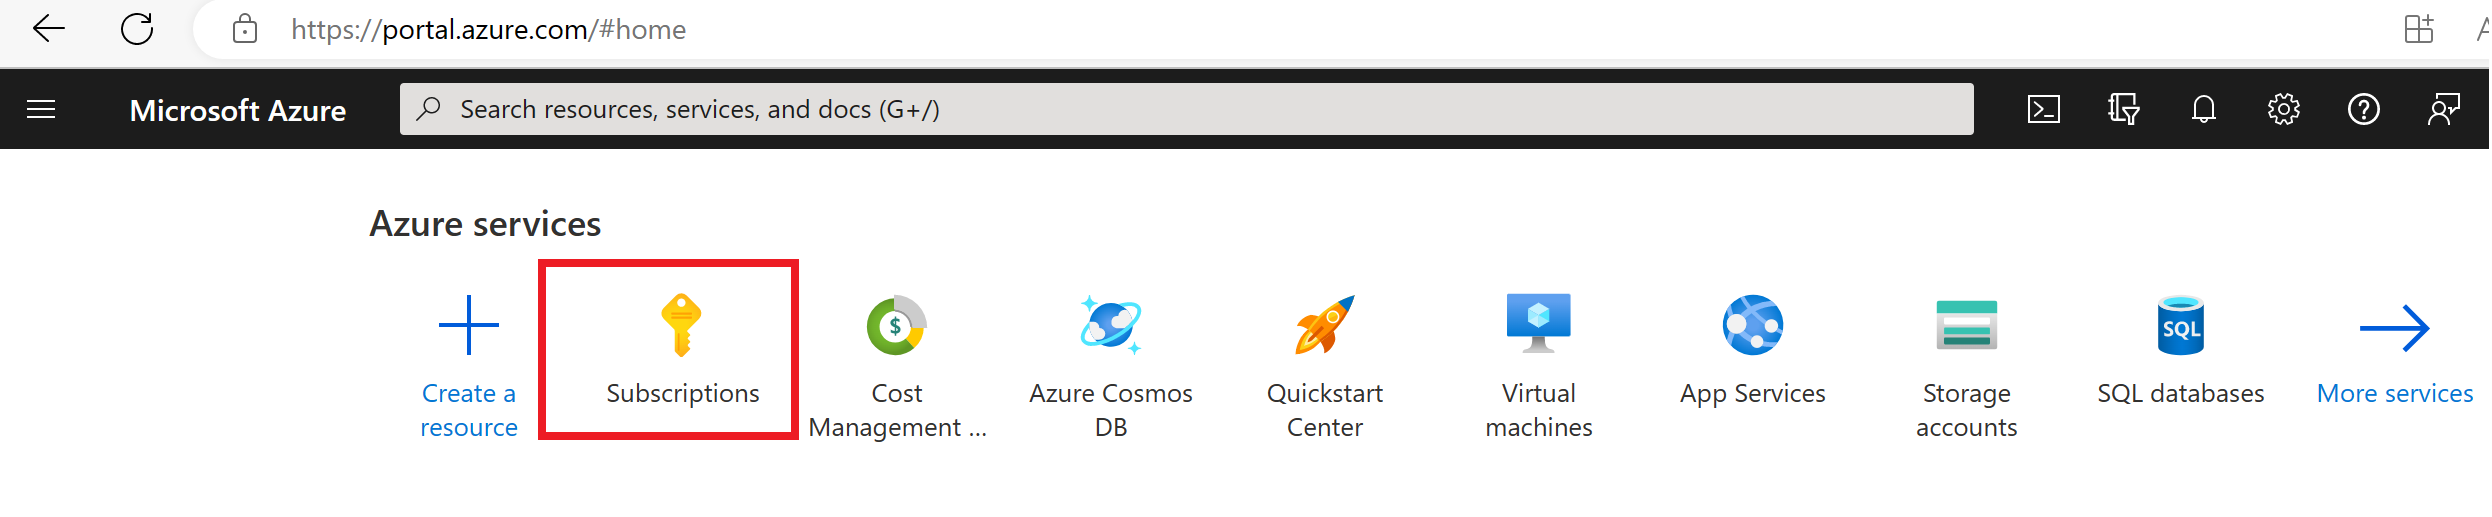 https://portal.azure.com/#home
Microsoft Azure
Search resources, services, and docs (G+/)
Azure services
Create a
resource
Subscriptions
$
Cost
Management ...
Azure Cosmos
DB
Quickstart
Center
Virtual
machines
App Services
Storage
accounts
SQL
SQL databases
More services